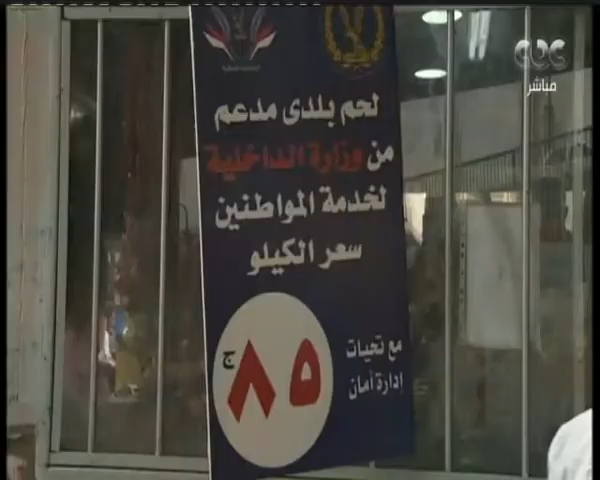 cbc
مباشر
لحم بلدى مدعم
من وزارة الداخلية
لخدمة المواطنين
سعر الكيلو
٨٥ ج
مع تحيات
إدارة أمان